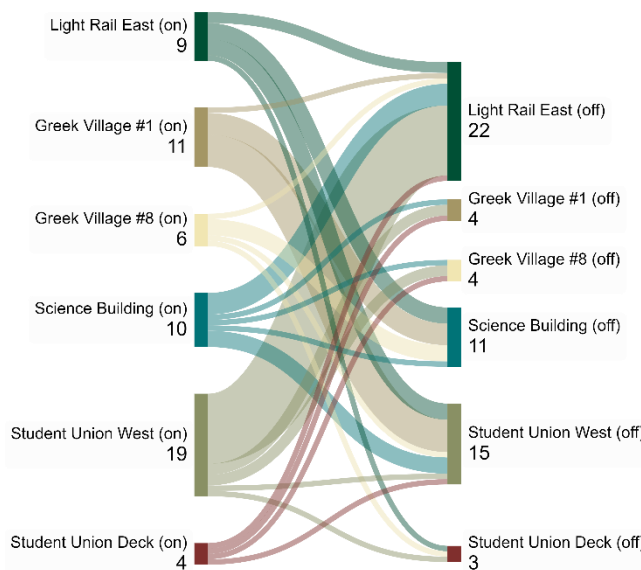 Light Rail East (on)
9
Greek Village #1 (on)
11
Greek Village #8 (on)
6
Science Building (on)
10
Student Union West (on)
19
Student Union Deck (on)
4
Light Rail East (off)
22
Greek Village #1 (off)
4
Greek Village #8 (off)
4
Science Building (off)
11
Student Union West (off)
15
Student Union Deck (off)
3